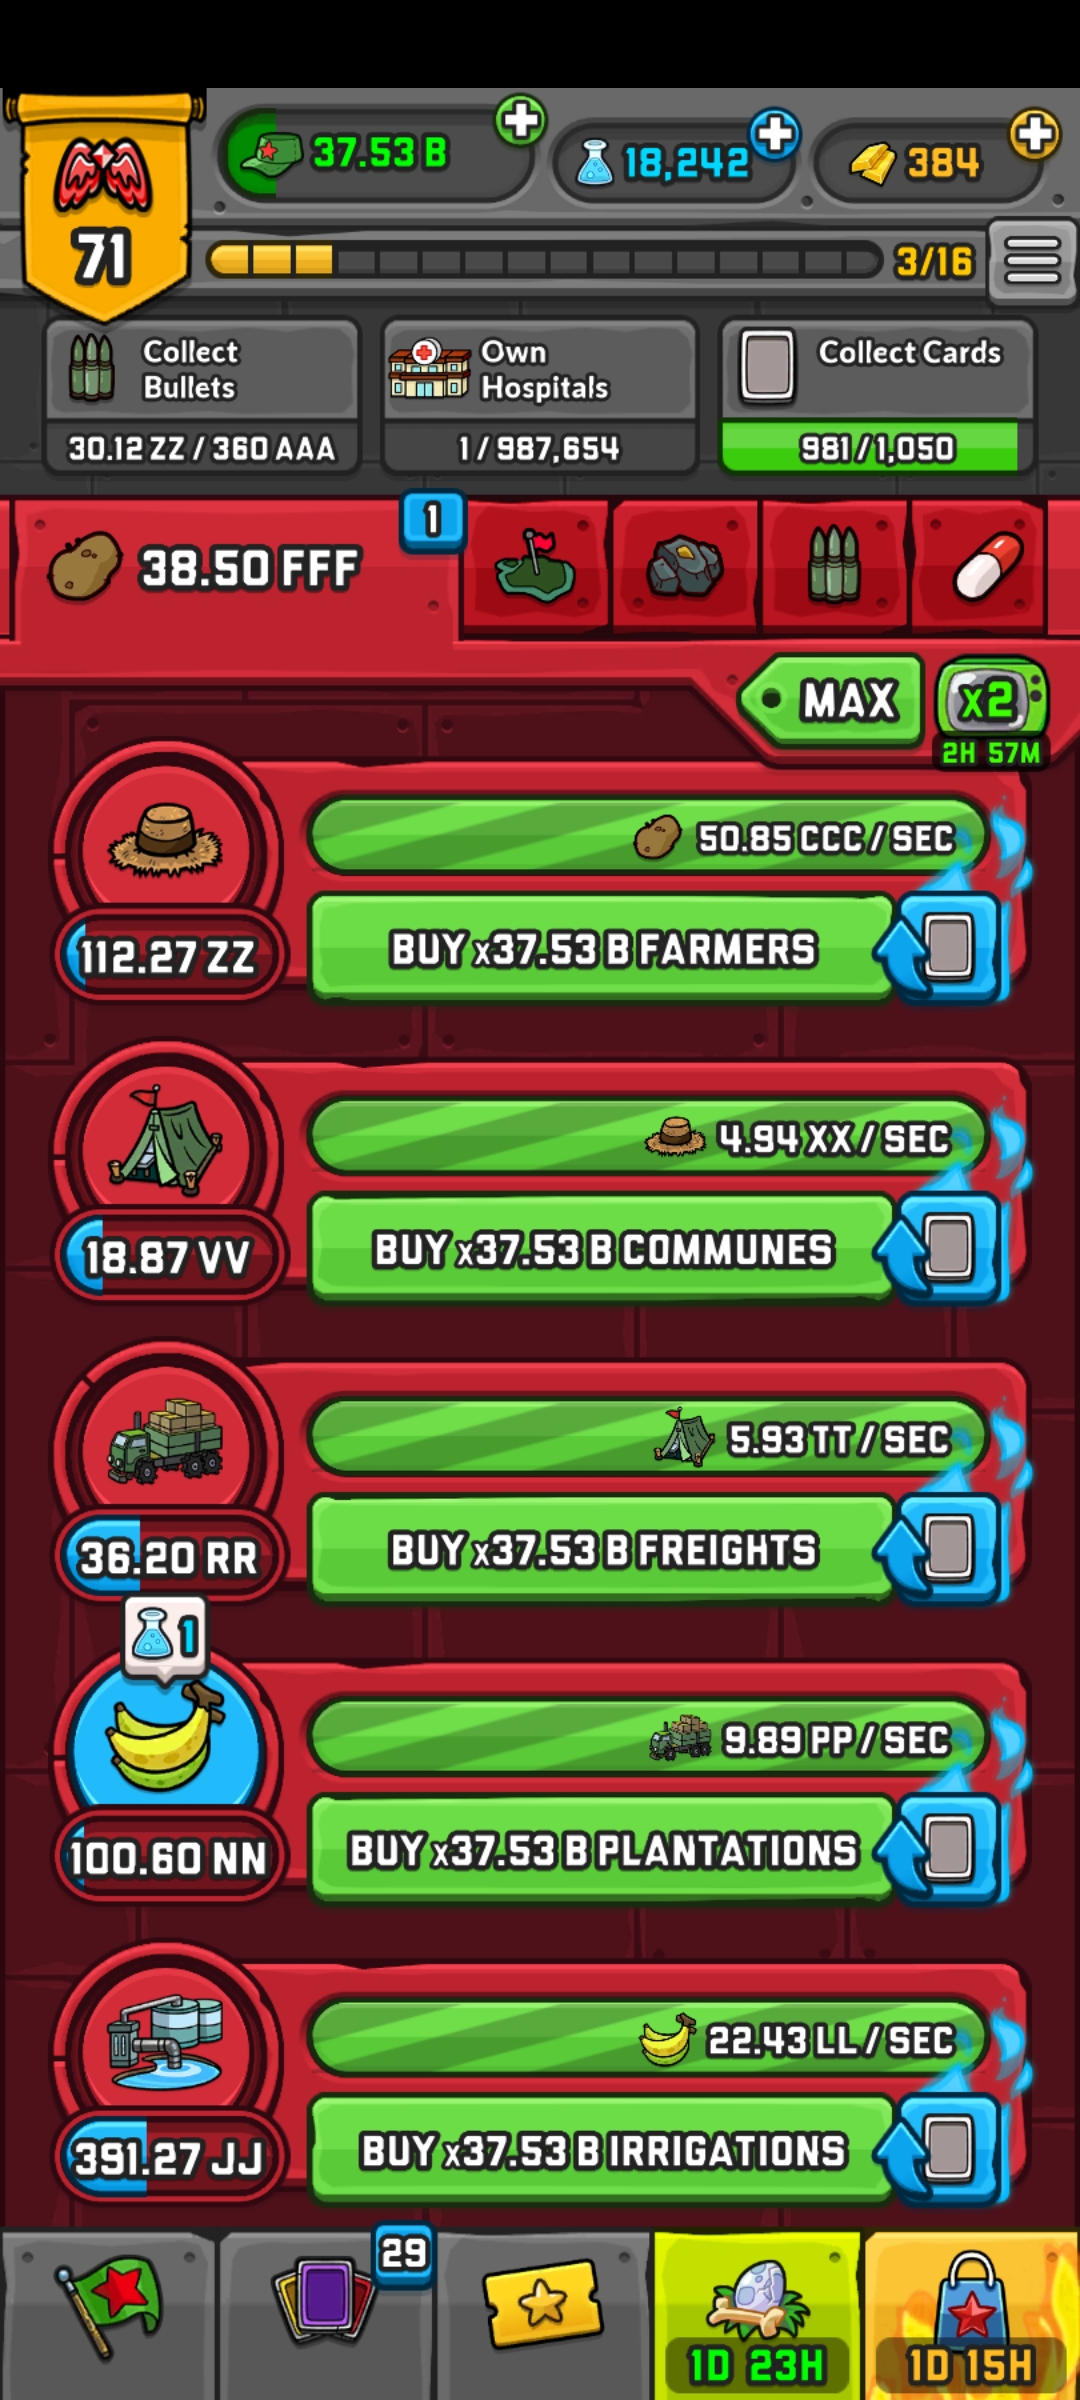 71
37.53 B
18,242
384
3/16
Collect
Bullets
30.12 ZZ / 360 AAA
Own
Hospitals
1 / 987,654
Collect Cards
981 / 1,050
38.50 FFF
1
MAX
x2
2H 57M
50.85 CCC / SEC
112.27 ZZ
BUY x37.53 B FARMERS
4.94 XX / SEC
18.87 VV
BUY x37.53 B COMMUNES
5.93 TT / SEC
36.20 RR
BUY x37.53 B FREIGHTS
1
9.89 PP / SEC
100.60 NN
BUY x37.53 B PLANTATIONS
22.43 LL / SEC
391.27 JJ
BUY x37.53 B IRRIGATIONS
29
1D 23H
1D 15H